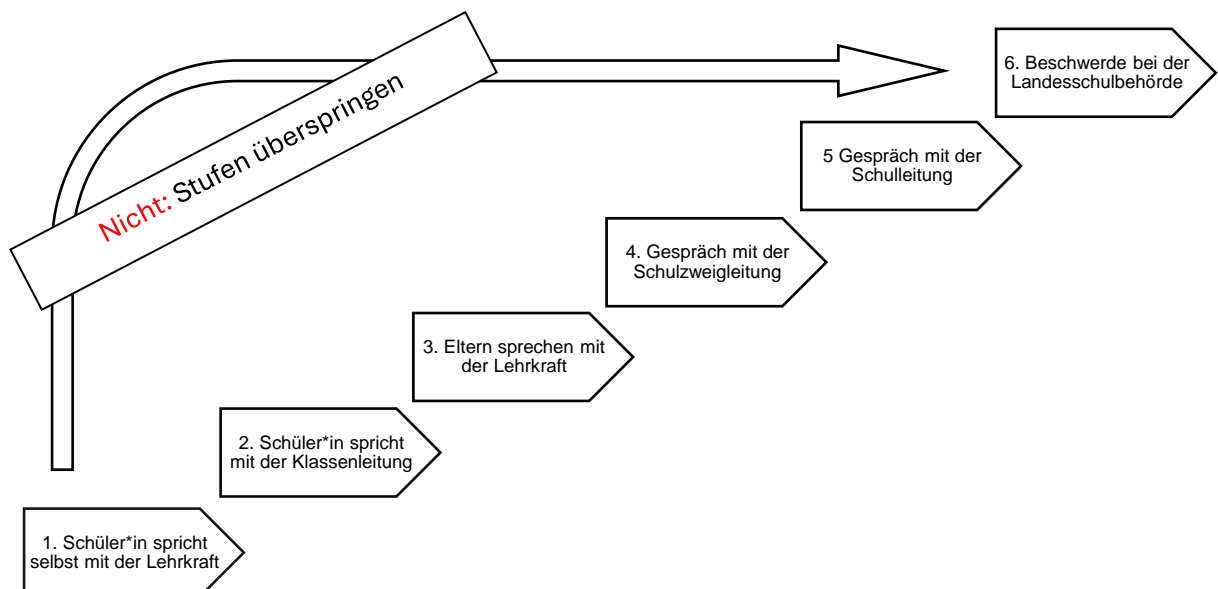 Nicht: Stufen überspringen
6. Beschwerde bei der
Landesschulbehörde
5 Gespräch mit der
Schulleitung
4. Gespräch mit der
Schulzweigleitung
3. Eltern sprechen mit
der Lehrkraft
2. Schüler*in spricht
mit der Klassenleitung
1. Schüler*in spricht
selbst mit der Lehrkraft